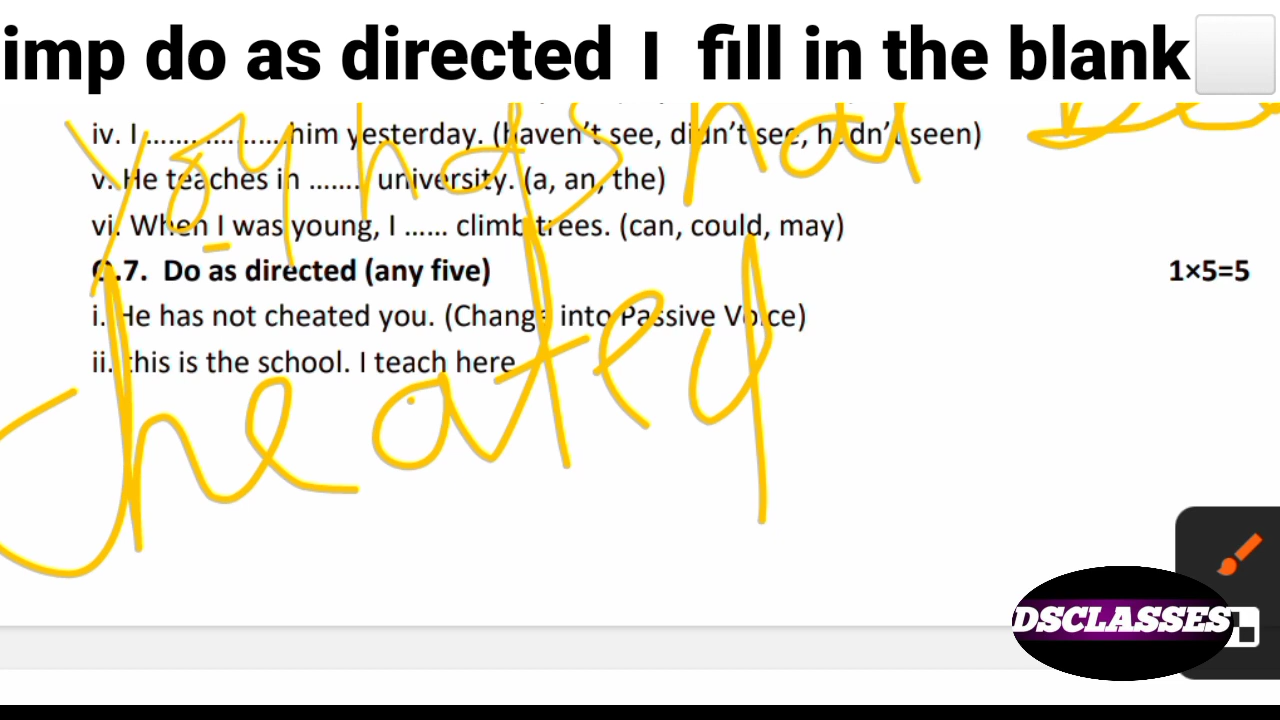 imp do as directed I fill in the blank
iv. I....................him yesterday. (haven't see, didn't see, hadn't seen)
v. He teaches in ....... university. (a, an, the)
vi. When I was young, I ...... climb trees. (can, could, may)
Q.7. Do as directed (any five) 1×5=5
i. He has not cheated you. (Change into Passive Voice)
ii. this is the school. I teach here
You has not
cheated
DSCLASSES